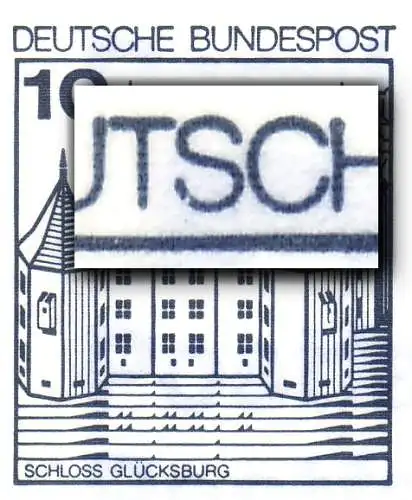 DEUTSCHE BUNDESPOST
10
UTSCH
SCHLOSS GLÜCKSBURG